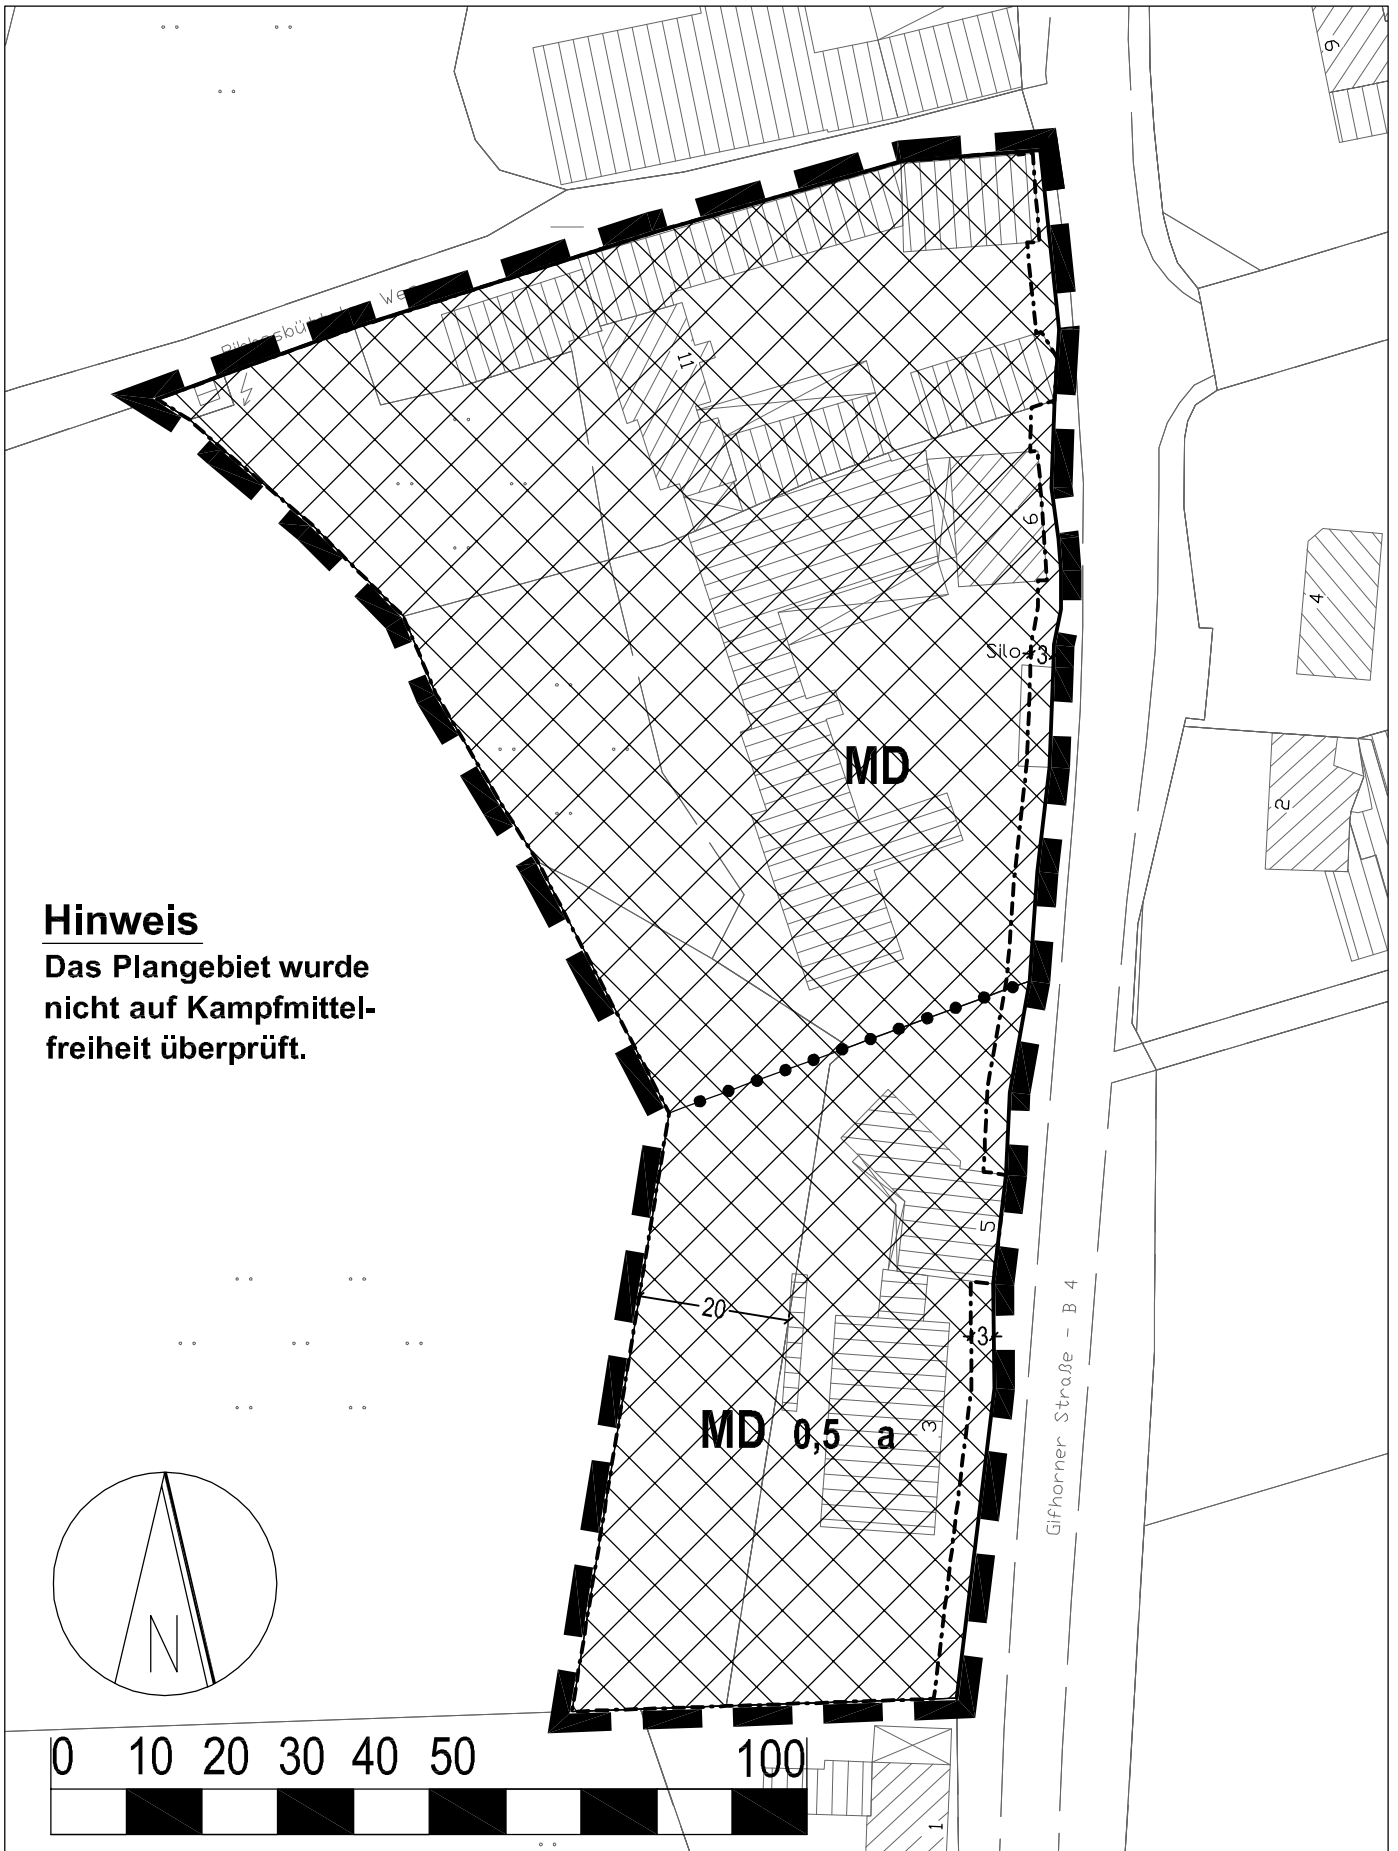 9
11
6
4
Silo
3
MD
2
Hinweis
Das Plangebiet wurde
nicht auf Kampfmittel-
freiheit überprüft.
5
20
3
Gifhorner Straße - B 4
MD 0,5 a
3
N
0 10 20 30 40 50 100
1